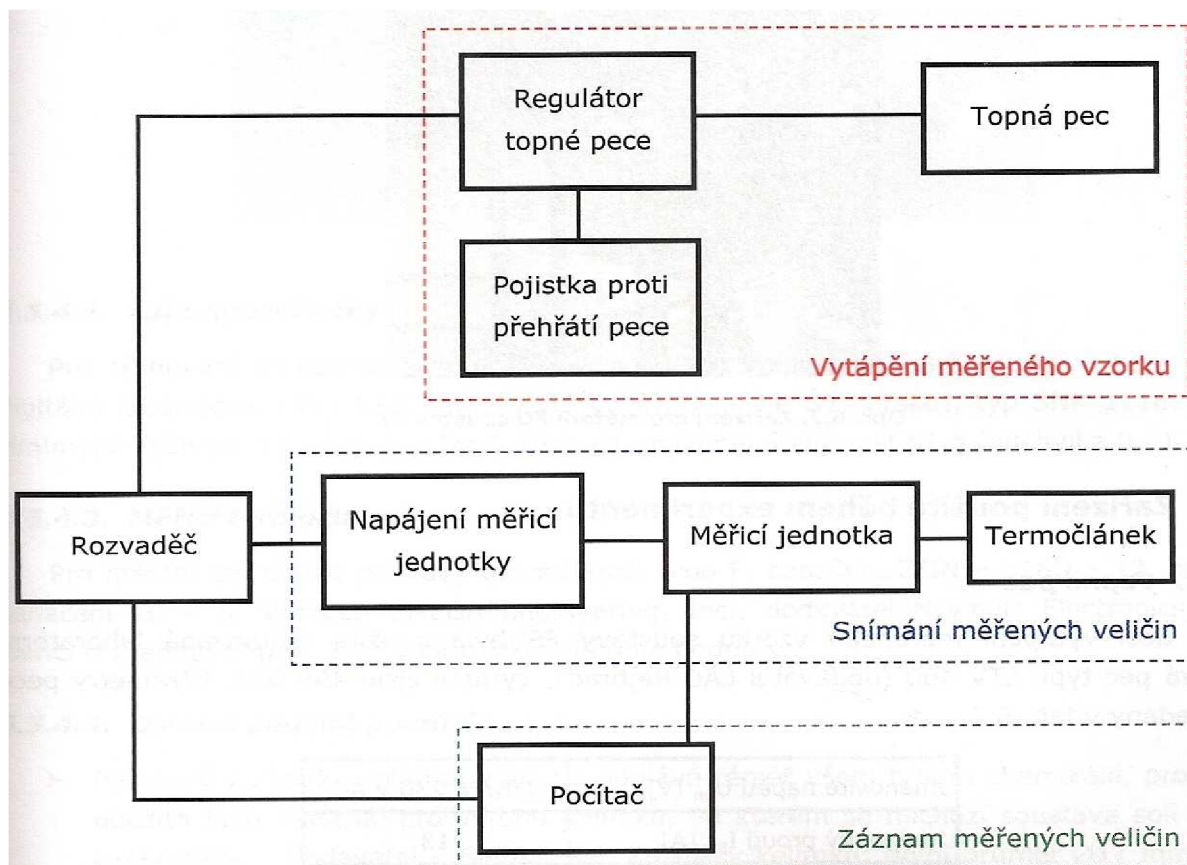 Regulátor
topné pece
Topná pec
Pojistka proti
přehřátí pece
Vytápění měřeného vzorku
Rozvaděč
Napájení měřicí
jednotky
Měřicí jednotka
Termočlánek
Snímání měřených veličin
Počítač
Záznam měřených veličin